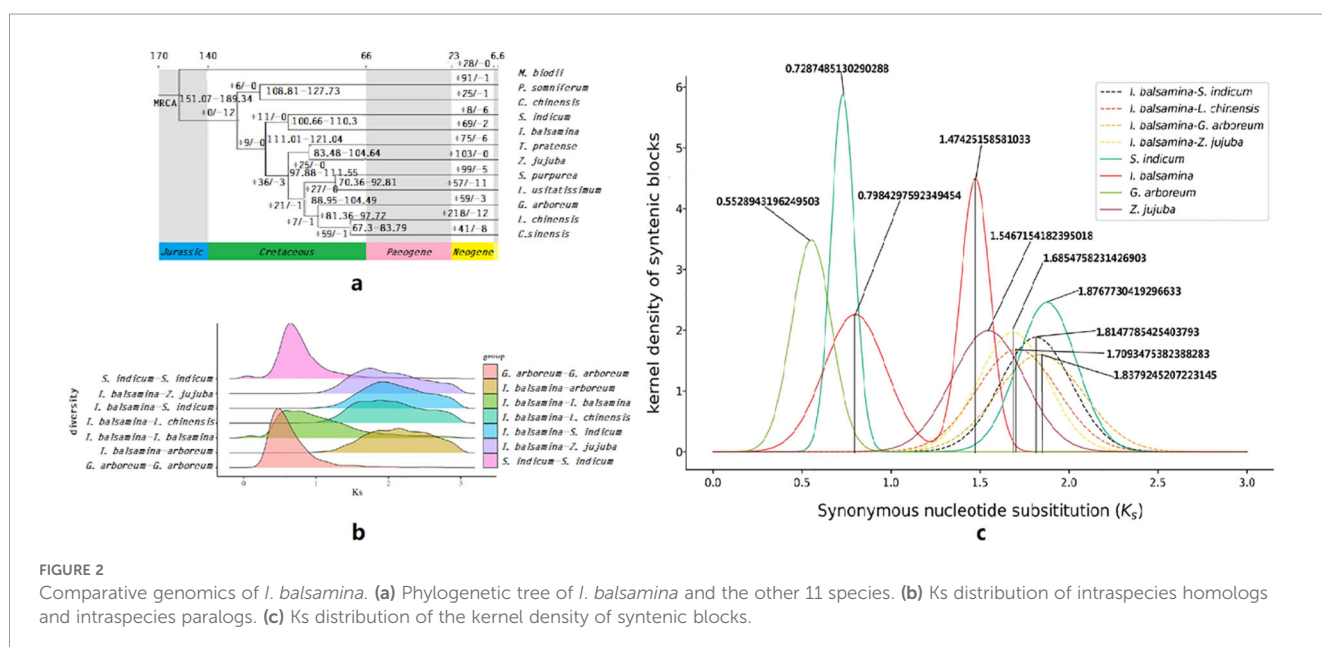 170 140 66 23 6.6
+28/-0 M. biodii
+91/-1 P. somniferum
+6/-0 108.81-127.73 +25/-1 C. chinensis
MRCA 151.07-189.34
+0/-12 +8/-6 S. indicum
+11/-0 100.66-110.3 +69/-2 I. balsamina
111.01-121.04 +75/-6 T. pratense
+9/-0 83.48-104.64 +103/-0 Z. jujuba
+25/-0 +99/-5 S. purpurea
97.88-111.55
+36/-3 70.36-92.81 +57/-11 L. usitatissimum
+27/-0
88.95-104.49 +59/-3 G. arboreum
+21/-1 81.36-97.72 +218/-12 L. chinensis
+7/-1 67.3-83.79 +41/-8 C.sinensis
+59/-1
Jurassic Cretaceous Paeogene Neogene
a
diversity
S. indicum-S. indicum
I. balsamina-Z. jujuba
I. balsamina-S. indicum
I. balsamina-L. chinensis
I. balsamina-I. balsamina
I. balsamina-arboreum
G. arboreum-G. arboreum
0 1 2 3
Ks
group
G. arboreum-G. arboreum
I. balsamina-arboreum
I. balsamina-I. balsamina
I. balsamina-L. chinensis
I. balsamina-S. indicum
I. balsamina-Z. jujuba
S. indicum-S. indicum
b
kernel density of syntenic blocks
6
5
4
3
2
1
0
0.7287485130290288
1.47425158581033
0.7984297592349454
0.5528943196249503
1.5467154182395018
1.6854758231426903
1.8767730419296633
1.8147785425403793
1.7093475382388283
1.8379245207223145
I. balsamina-S. indicum
I. balsamina-L. chinensis
I. balsamina-G. arboreum
I. balsamina-Z. jujuba
S. indicum
I. balsamina
G. arboreum
Z. jujuba
0.0 0.5 1.0 1.5 2.0 2.5 3.0
Synonymous nucleotide subsititution (Ks)
c
FIGURE 2
Comparative genomics of I. balsamina. (a) Phylogenetic tree of I. balsamina and the other 11 species. (b) Ks distribution of intraspecies homologs
and intraspecies paralogs. (c) Ks distribution of the kernel density of syntenic blocks.